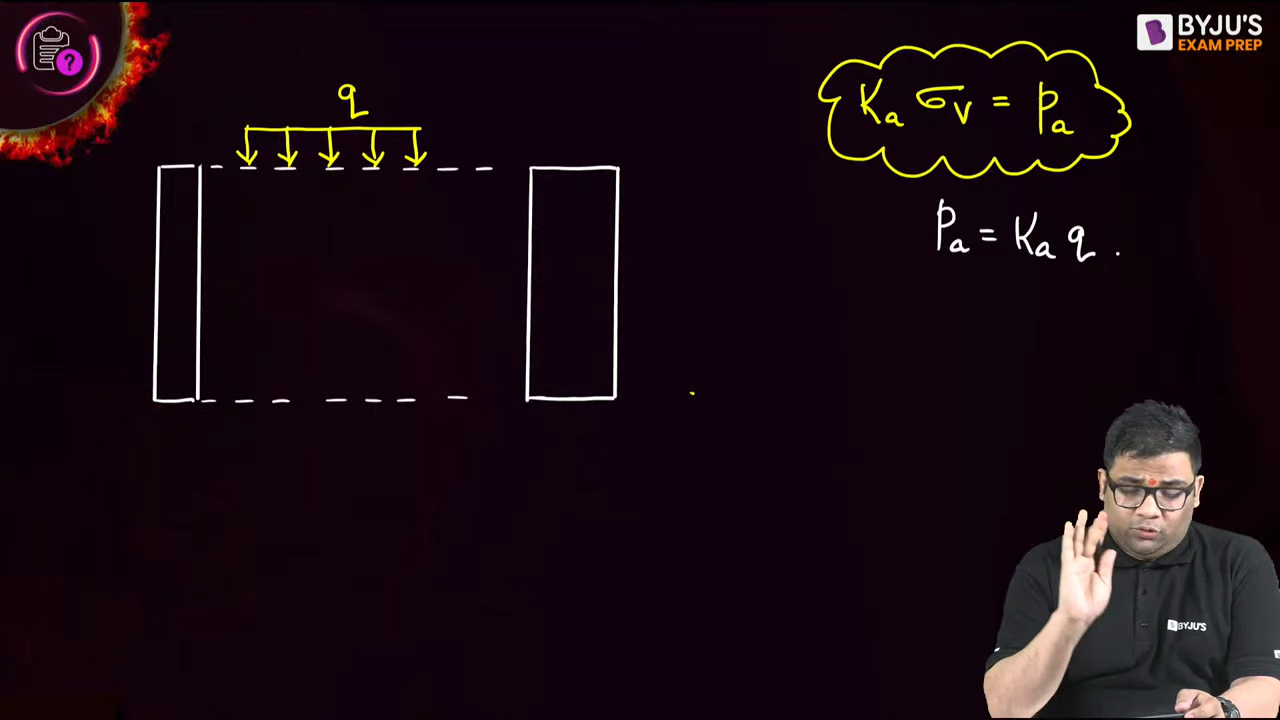 BYJU'S
EXAM PREP
q
Kₐ σᵥ = Pₐ
Pₐ = Kₐ q .
?
BYJU'S